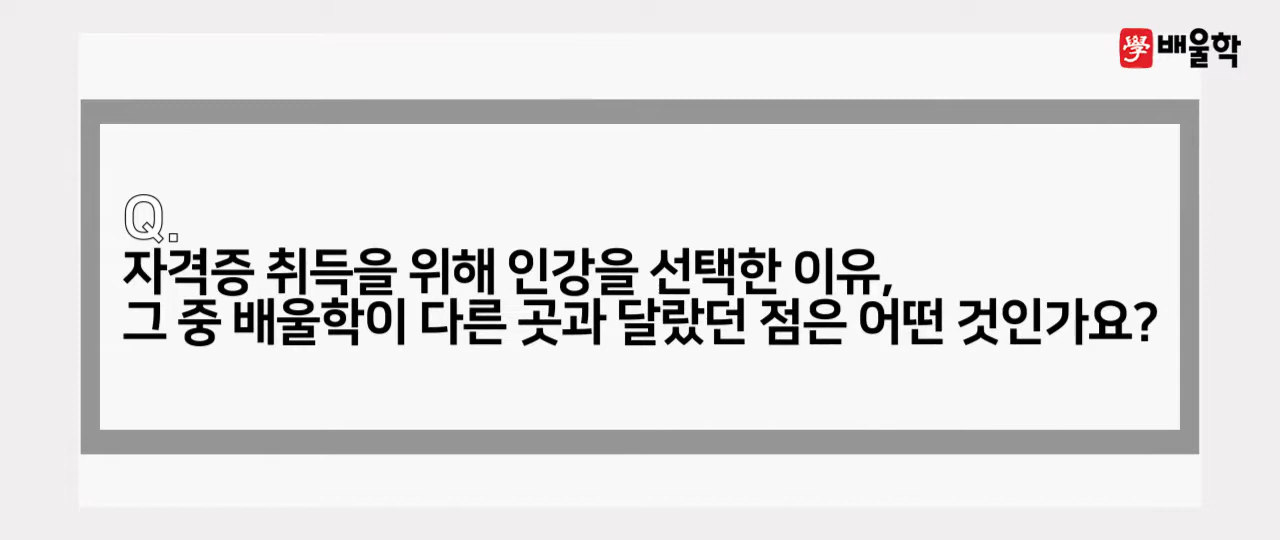 學 배울학
Q.
자격증 취득을 위해 인강을 선택한 이유,
그 중 배울학이 다른 곳과 달랐던 점은 어떤 것인가요?